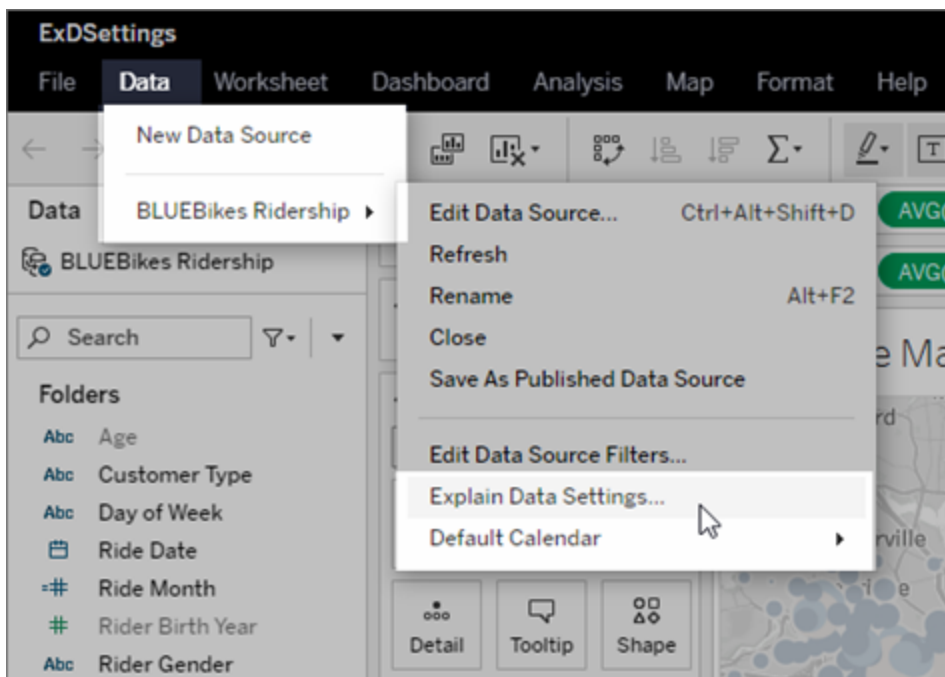 ExDSettings
File Data Worksheet Dashboard Analysis Map Format Help
New Data Source
BLUEBikes Ridership
Edit Data Source... Ctrl+Alt+Shift+D
Refresh
Rename Alt+F2
Close
Save As Published Data Source
Edit Data Source Filters...
Explain Data Settings...
Default Calendar
Data
BLUEBikes Ridership
Search
Folders
Abc Age
Abc Customer Type
Abc Day of Week
Ride Date
=# Ride Month
# Rider Birth Year
Abc Rider Gender
Detail Tooltip Shape
AVG
AVG